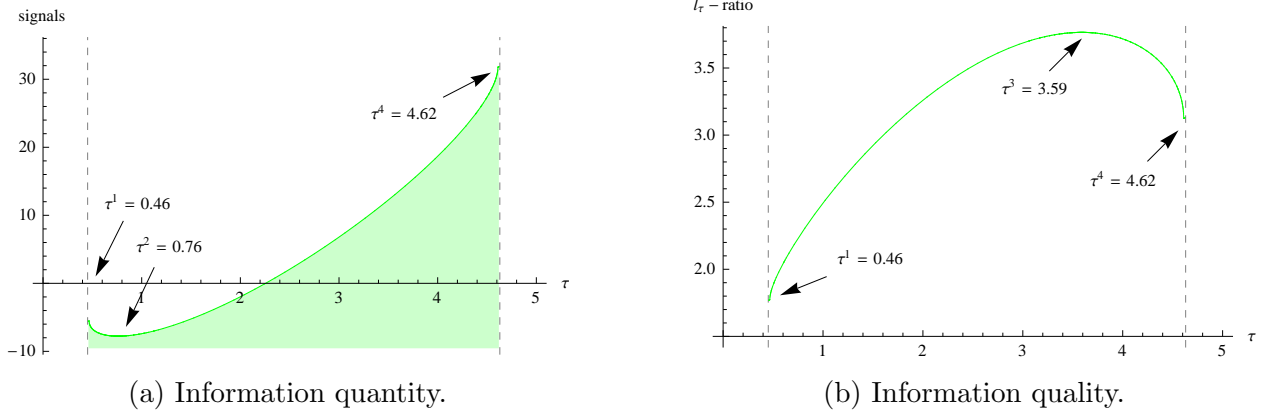 signals
30
20
10
−10
1
2
3
4
5
τ
τ¹ = 0.46
τ² = 0.76
τ⁴ = 4.62
(a) Information quantity.
l_τ − ratio
3.5
3.0
2.5
2.0
1
2
3
4
5
τ
τ³ = 3.59
τ⁴ = 4.62
τ¹ = 0.46
(b) Information quality.